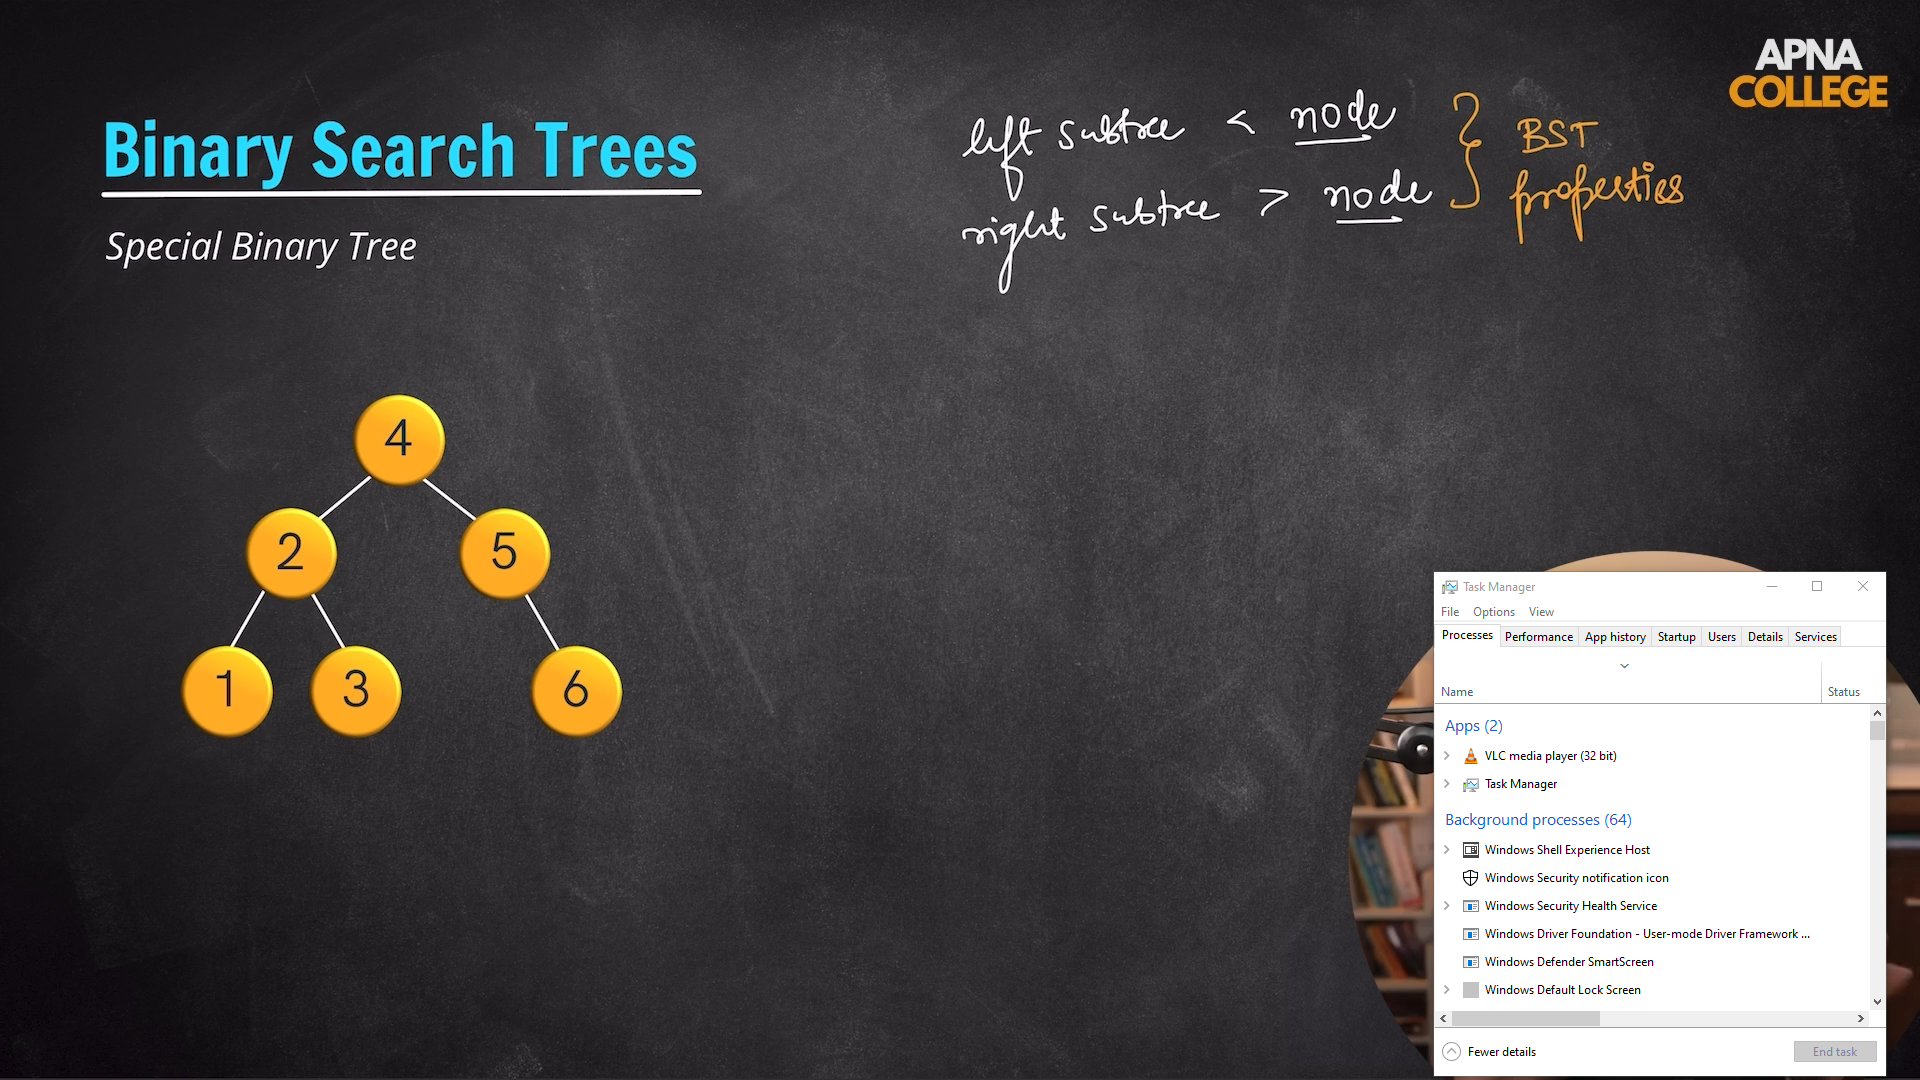 APNA
COLLEGE
Binary Search Trees
Special Binary Tree
left subtree < node
right subtree > node
BST
properties
4
2
5
1
3
6
Task Manager
File Options View
Processes Performance App history Startup Users Details Services
Name Status
Apps (2)
VLC media player (32 bit)
Task Manager
Background processes (64)
Windows Shell Experience Host
Windows Security notification icon
Windows Security Health Service
Windows Driver Foundation - User-mode Driver Framework ...
Windows Defender SmartScreen
Windows Default Lock Screen
Fewer details
End task